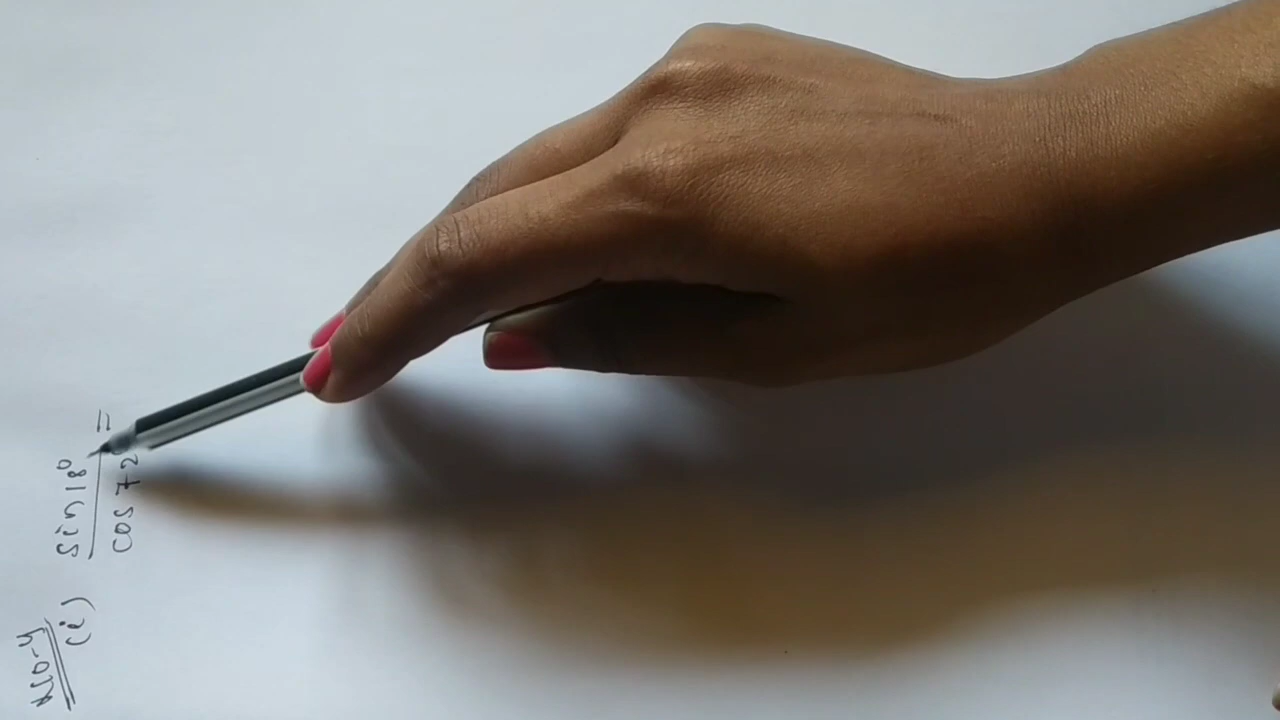 (i) sin18° =
cos 72